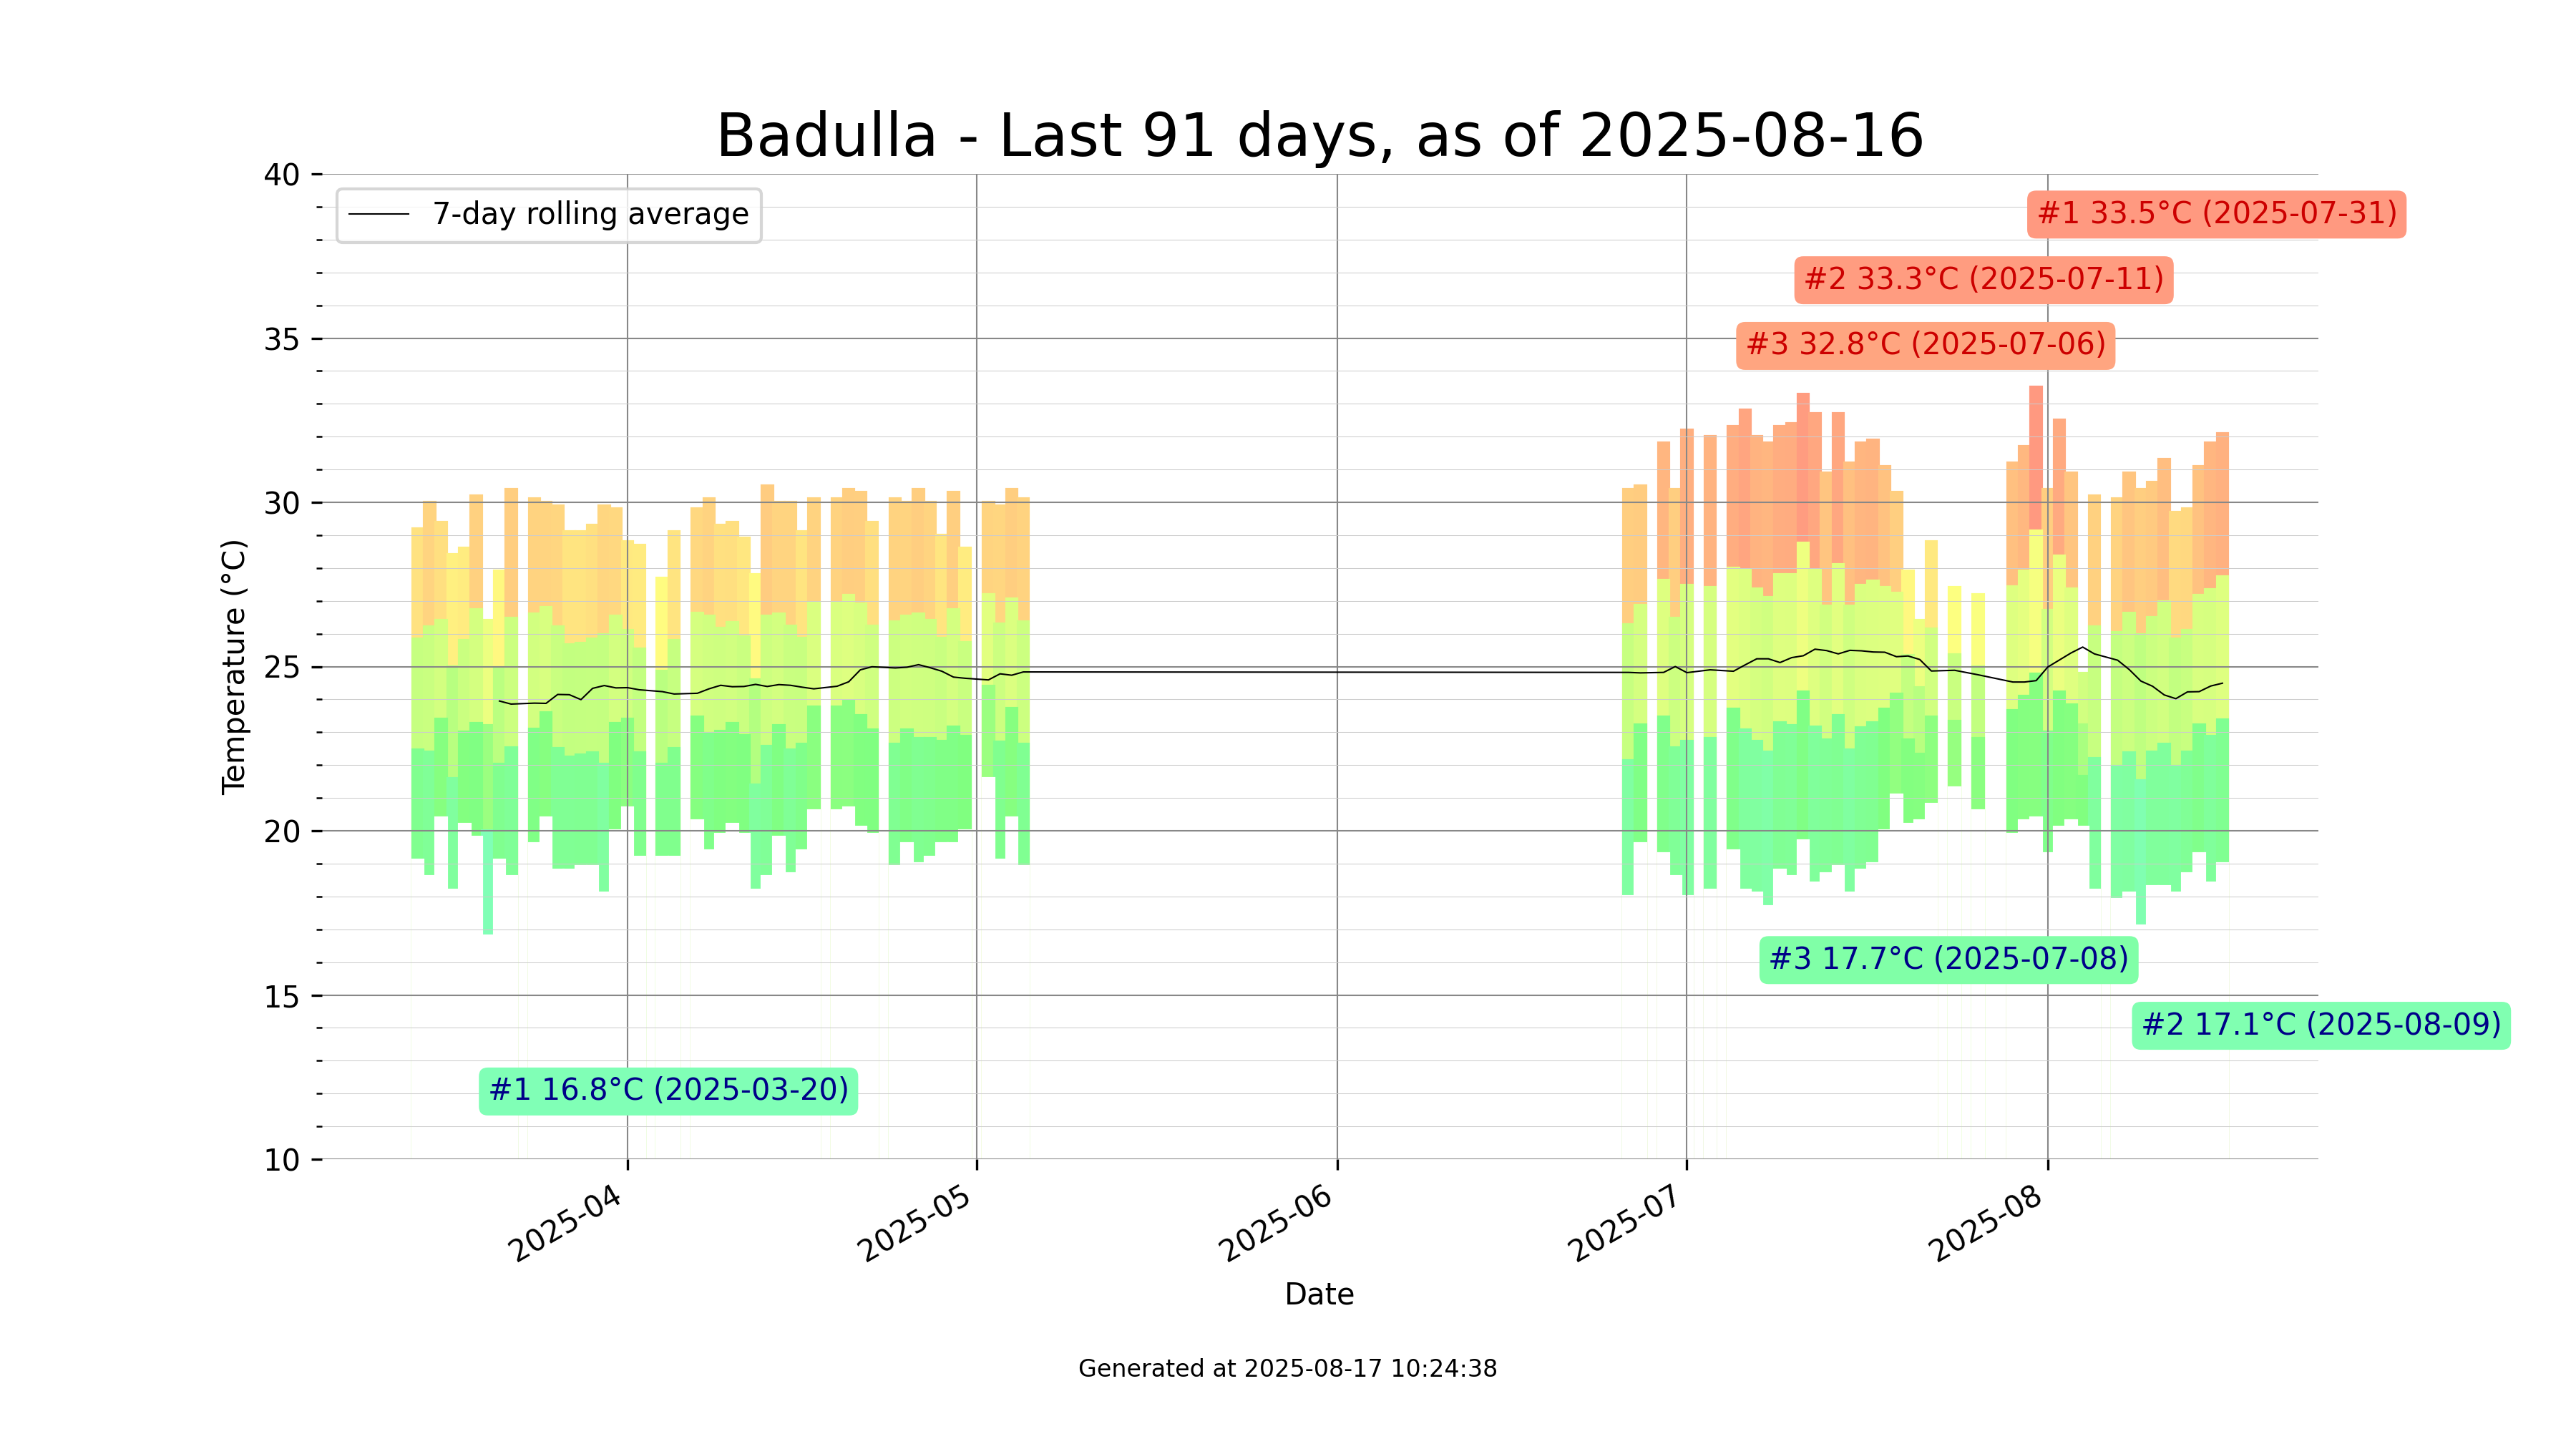 Badulla - Last 91 days, as of 2025-08-16
40
7-day rolling average
#1 33.5°C (2025-07-31)
#2 33.3°C (2025-07-11)
35
#3 32.8°C (2025-07-06)
30
25
Temperature (°C)
20
#3 17.7°C (2025-07-08)
15
#2 17.1°C (2025-08-09)
#1 16.8°C (2025-03-20)
10
2025-04
2025-05
2025-06
2025-07
2025-08
Date
Generated at 2025-08-17 10:24:38